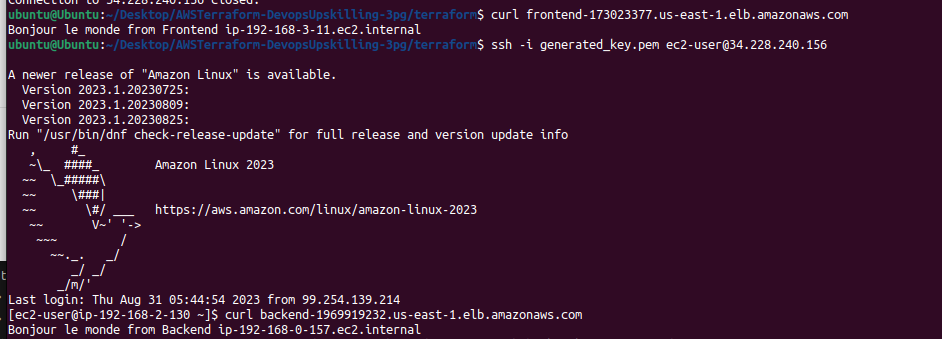 Connection to 34.228.240.156 closed.
ubuntu@Ubuntu:~/Desktop/AWSTerraform-DevopsUpskilling-3pg/terraform$ curl frontend-173023377.us-east-1.elb.amazonaws.com
Bonjour le monde from Frontend ip-192-168-3-11.ec2.internal
ubuntu@Ubuntu:~/Desktop/AWSTerraform-DevopsUpskilling-3pg/terraform$ ssh -i generated_key.pem ec2-user@34.228.240.156
A newer release of "Amazon Linux" is available.
  Version 2023.1.20230725:
  Version 2023.1.20230809:
  Version 2023.1.20230825:
Run "/usr/bin/dnf check-release-update" for full release and version update info
   ,     #_
   ~\_  ####_        Amazon Linux 2023
  ~~  \_#####\
  ~~     \###|
  ~~       \#/ ___   https://aws.amazon.com/linux/amazon-linux-2023
   ~~       V~' '->
    ~~~         /
      ~~._.   _/
         _/ _/
       _/m/'
Last login: Thu Aug 31 05:44:54 2023 from 99.254.139.214
[ec2-user@ip-192-168-2-130 ~]$ curl backend-1969919232.us-east-1.elb.amazonaws.com
Bonjour le monde from Backend ip-192-168-0-157.ec2.internal